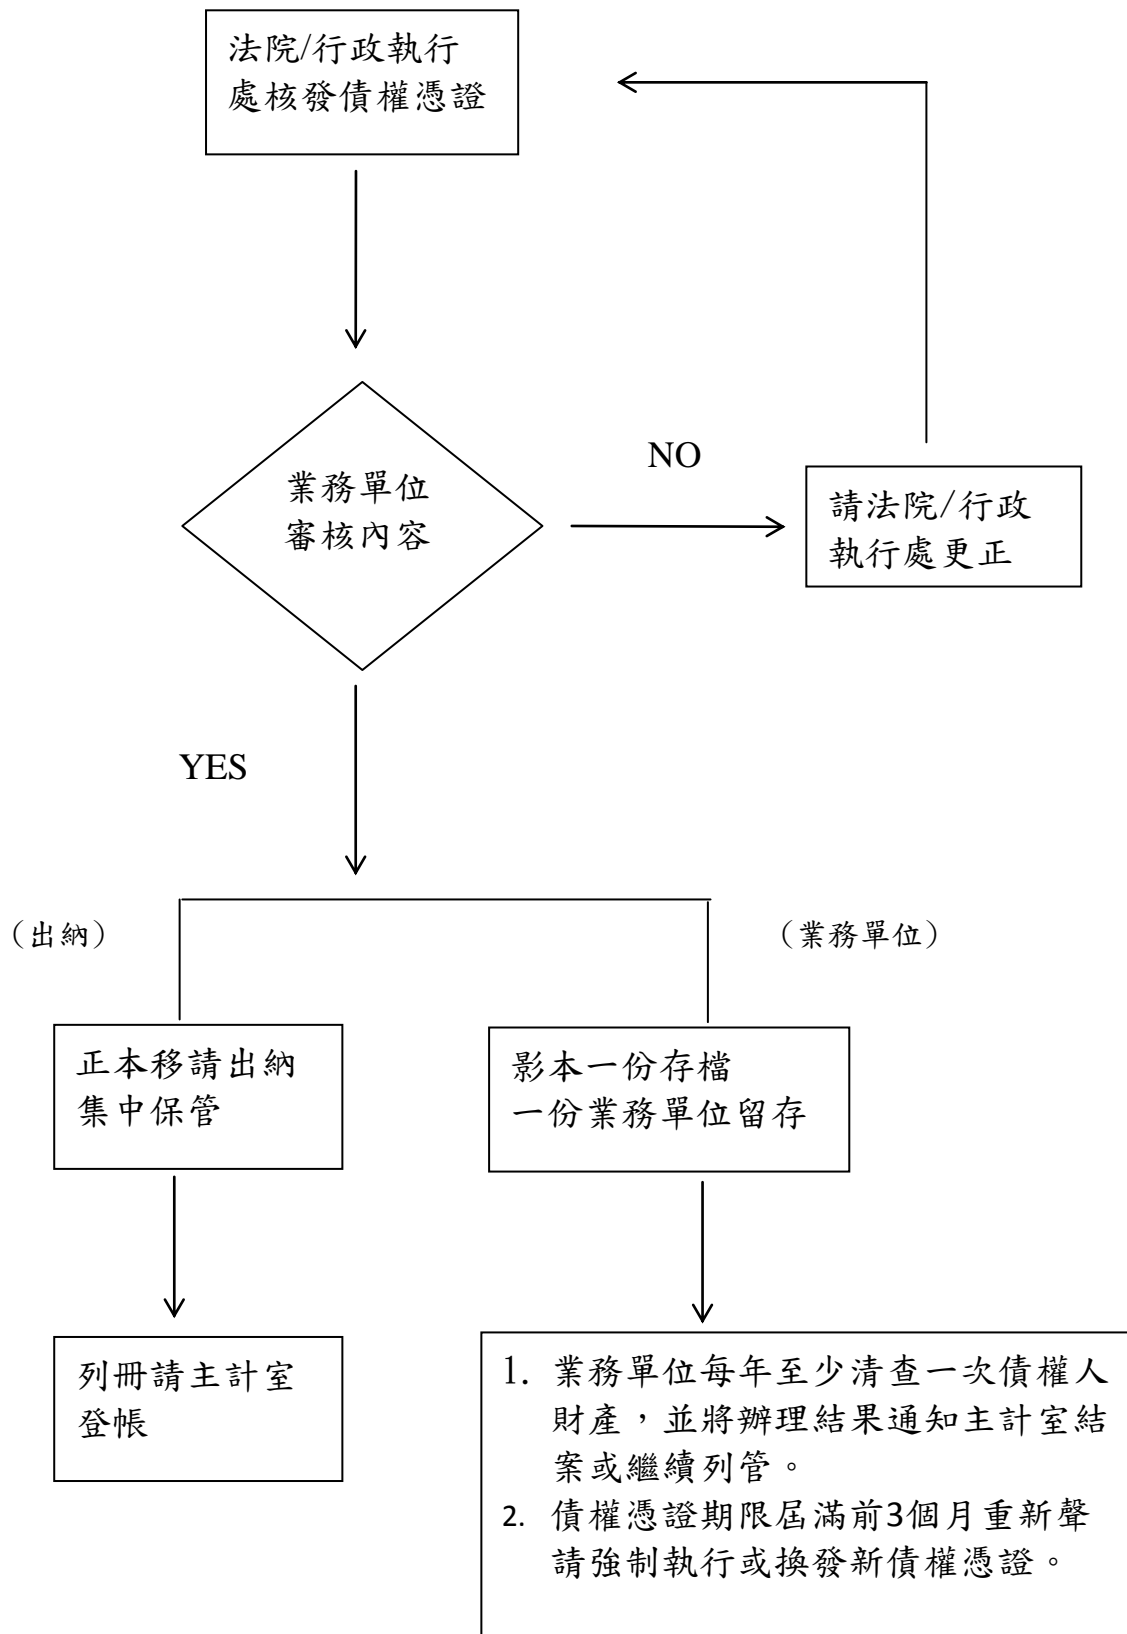 法院/行政執行
處核發債權憑證
業務單位
審核內容
NO
請法院/行政
執行處更正
YES
（出納）
（業務單位）
正本移請出納
集中保管
影本一份存檔
一份業務單位留存
列冊請主計室
登帳
1. 業務單位每年至少清查一次債權人
財產，並將辦理結果通知主計室結
案或繼續列管。
2. 債權憑證期限屆滿前3個月重新聲
請強制執行或換發新債權憑證。